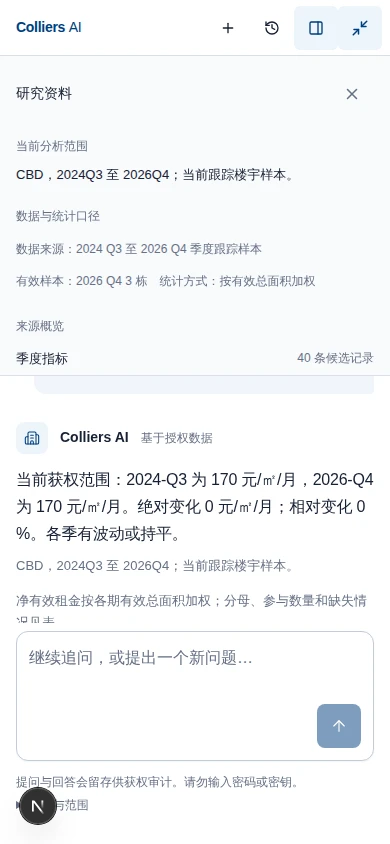 Colliers AI
研究资料
当前分析范围
CBD，2024Q3 至 2026Q4；当前跟踪楼宇样本。
数据与统计口径
数据来源：2024 Q3 至 2026 Q4 季度跟踪样本
有效样本：2026 Q4 3 栋 统计方式：按有效总面积加权
来源概览
季度指标 40 条候选记录
Colliers AI 基于授权数据
当前获权范围：2024-Q3 为 170 元/㎡/月，2026-Q4
为 170 元/㎡/月。绝对变化 0 元/㎡/月；相对变化 0
%。各季有波动或持平。
CBD，2024Q3 至 2026Q4；当前跟踪楼宇样本。
净有效租金按各期有效总面积加权；分母、参与数量和缺失情
况见表
继续追问，或提出一个新问题…
提问与回答会留存供获权审计。请勿输入密码或密钥。
N 与范围